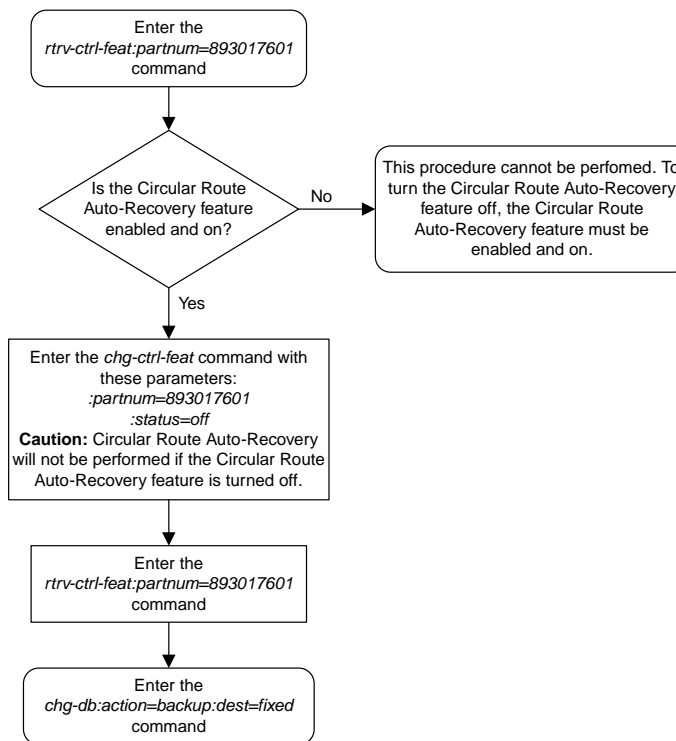 Enter the
rtrv-ctrl-feat:partnum=893017601
command
Is the Circular Route
Auto-Recovery feature
enabled and on?
No
This procedure cannot be perfomed. To
turn the Circular Route Auto-Recovery
feature off, the Circular Route
Auto-Recovery feature must be
enabled and on.
Yes
Enter the chg-ctrl-feat command with
these parameters:
:partnum=893017601
:status=off
Caution: Circular Route Auto-Recovery
will not be performed if the Circular Route
Auto-Recovery feature is turned off.
Enter the
rtrv-ctrl-feat:partnum=893017601
command
Enter the
chg-db:action=backup:dest=fixed
command